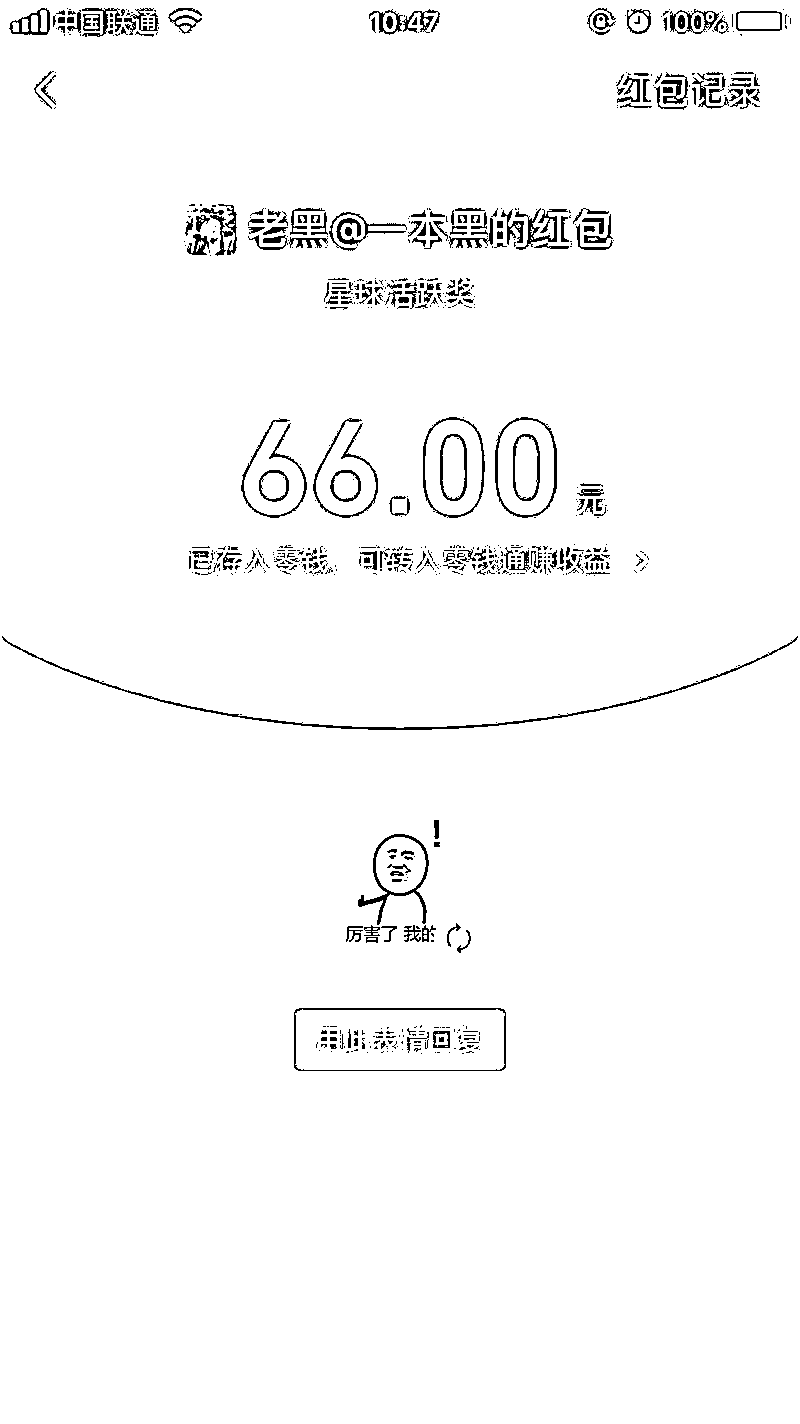 中国联通 10:47 100%
红包记录
老黑@一本黑的红包
星球活跃奖
66.00元
已存入零钱，可转入零钱通赚收益
厉害了 我的
用此表情回复